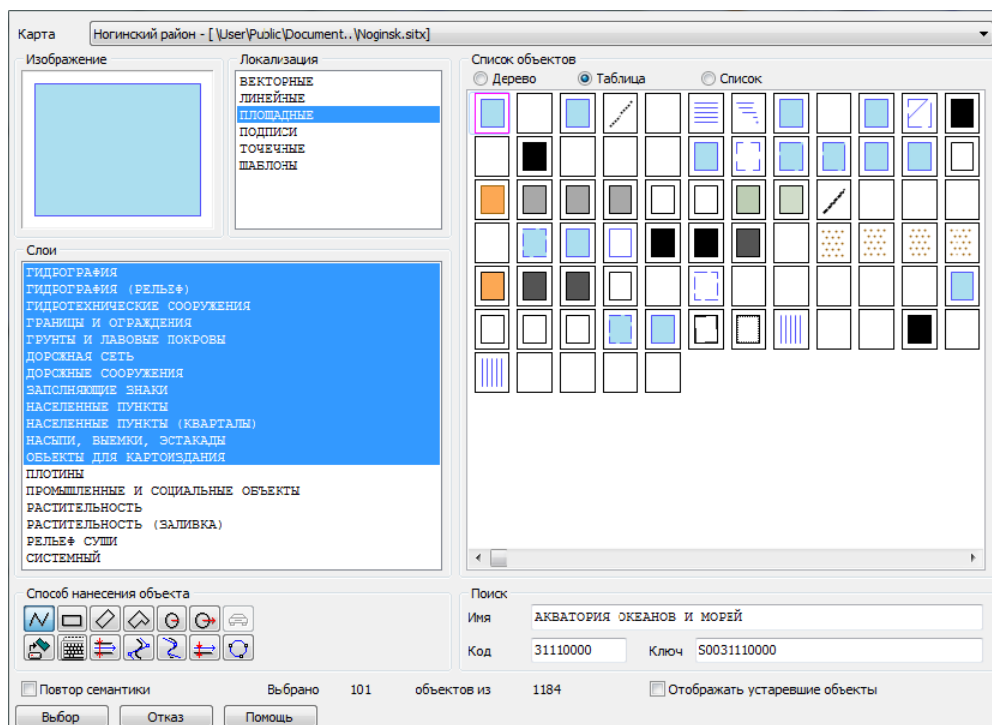 Карта Ногинский район - [ \User\Public\Document..\Noginsk.sitx]
Изображение
Локализация
ВЕКТОРНЫЕ
ЛИНЕЙНЫЕ
ПЛОЩАДНЫЕ
ПОДПИСИ
ТОЧЕЧНЫЕ
ШАБЛОНЫ
Список объектов
Дерево Таблица Список
Слои
ГИДРОГРАФИЯ
ГИДРОГРАФИЯ (РЕЛЬЕФ)
ГИДРОТЕХНИЧЕСКИЕ СООРУЖЕНИЯ
ГРАНИЦЫ И ОГРАЖДЕНИЯ
ГРУНТЫ И ЛАВОВЫЕ ПОКРОВЫ
ДОРОЖНАЯ СЕТЬ
ДОРОЖНЫЕ СООРУЖЕНИЯ
ЗАПОЛНЯЮЩИЕ ЗНАКИ
НАСЕЛЕННЫЕ ПУНКТЫ
НАСЕЛЕННЫЕ ПУНКТЫ (КВАРТАЛЫ)
НАСЫПИ, ВЫЕМКИ, ЭСТАКАДЫ
ОБЪЕКТЫ ДЛЯ КАРТОИЗДАНИЯ
ПЛОТИНЫ
ПРОМЫШЛЕННЫЕ И СОЦИАЛЬНЫЕ ОБЪЕКТЫ
РАСТИТЕЛЬНОСТЬ
РАСТИТЕЛЬНОСТЬ (ЗАЛИВКА)
РЕЛЬЕФ СУШИ
СИСТЕМНЫЙ
Способ нанесения объекта
Поиск
Имя АКВАТОРИЯ ОКЕАНОВ И МОРЕЙ
Код 31110000 Ключ S0031110000
Повтор семантики Выбрано 101 объектов из 1184 Отображать устаревшие объекты
Выбор Отказ Помощь